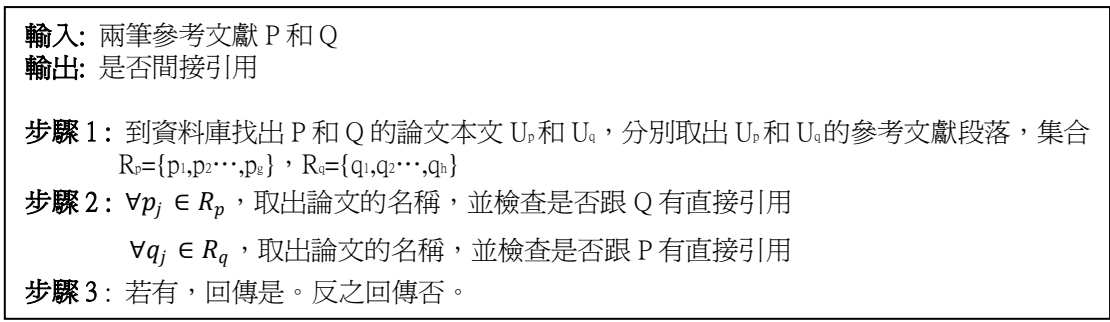 輸入: 兩筆參考文獻 P 和 Q
輸出: 是否間接引用
步驟 1 : 到資料庫找出 P 和 Q 的論文本文 Uₚ和 U_q，分別取出 Uₚ和 U_q的參考文獻段落，集合
Rₚ={p₁,p₂…,p_g}，R_q={q₁,q₂…,q_h}
步驟 2 : ∀p_j ∈ R_p，取出論文的名稱，並檢查是否跟 Q 有直接引用
∀q_j ∈ R_q，取出論文的名稱，並檢查是否跟 P 有直接引用
步驟 3 : 若有，回傳是。反之回傳否。